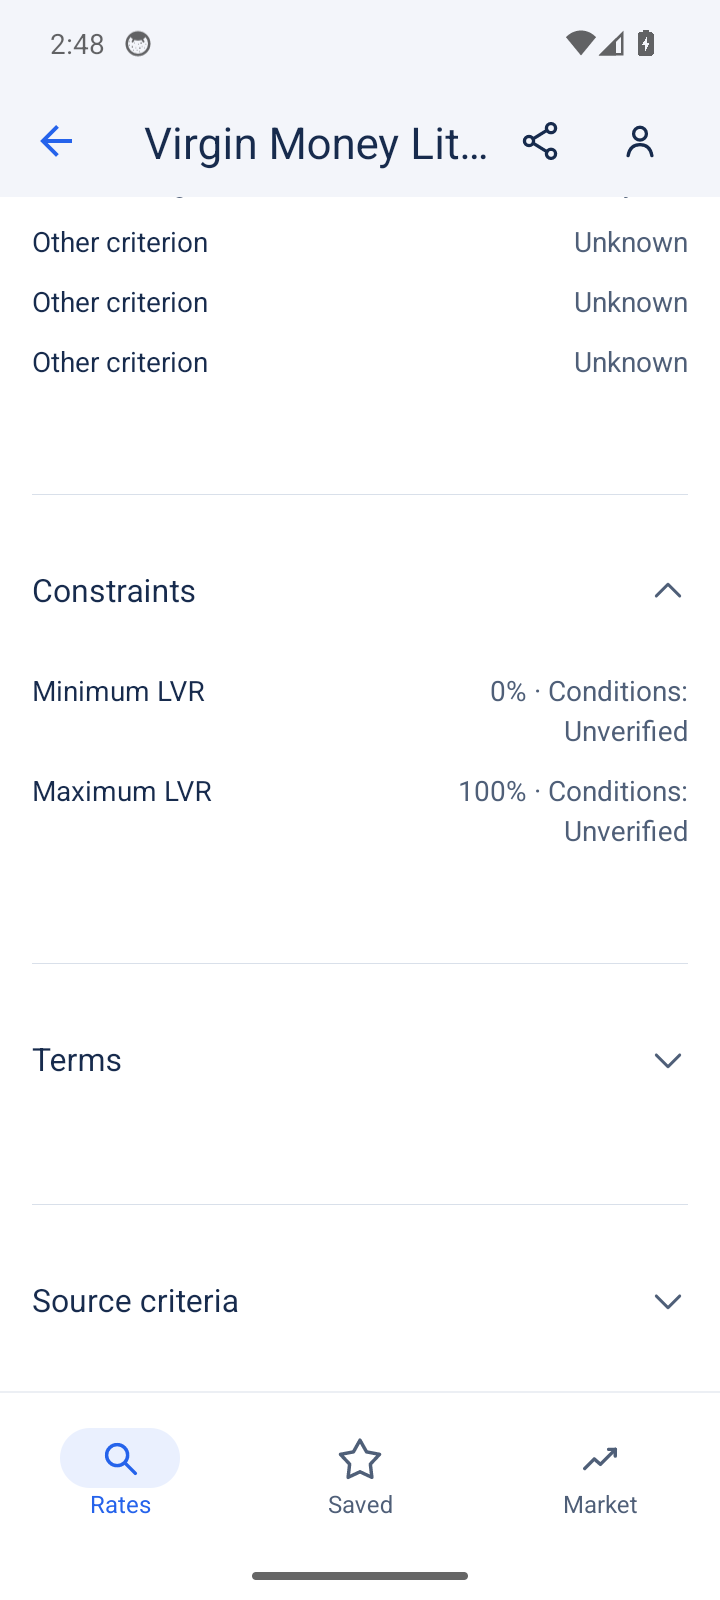 2:48
Virgin Money Lit...
Other criterion Unknown
Other criterion Unknown
Other criterion Unknown
Constraints
Minimum LVR 0% · Conditions:
Unverified
Maximum LVR 100% · Conditions:
Unverified
Terms
Source criteria
Rates Saved Market